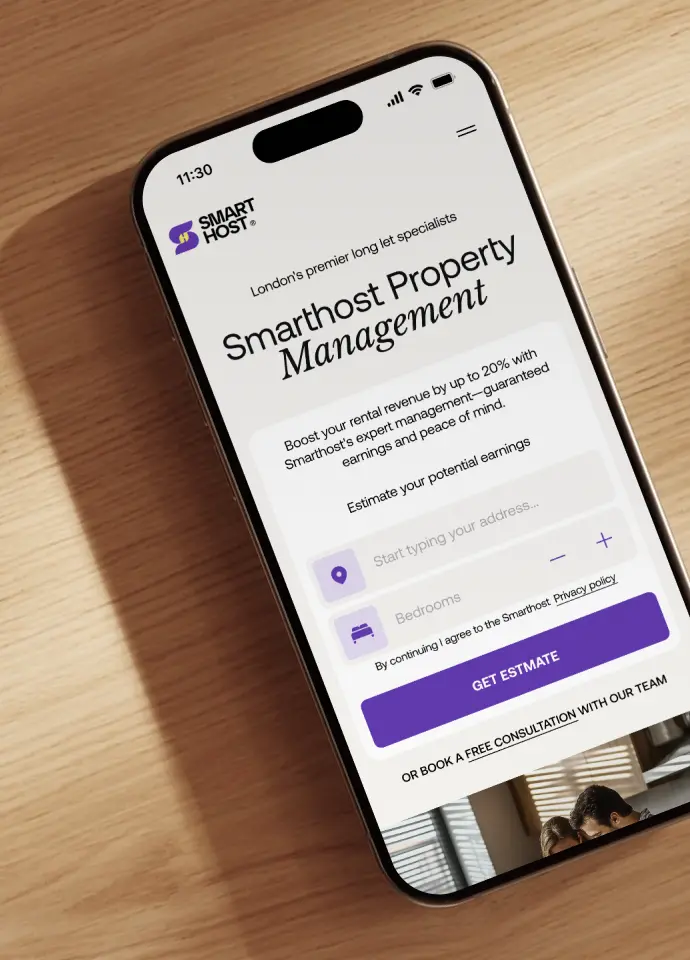 11:30
SMART
HOST®
London's premier long let specialists
Smarthost Property
Management
Boost your rental revenue by up to 20% with
Smarthost's expert management—guaranteed
earnings and peace of mind.
Estimate your potential earnings
Start typing your address...
Bedrooms
By continuing I agree to the Smarthost Privacy policy
GET ESTMATE
OR BOOK A FREE CONSULTATION WITH OUR TEAM